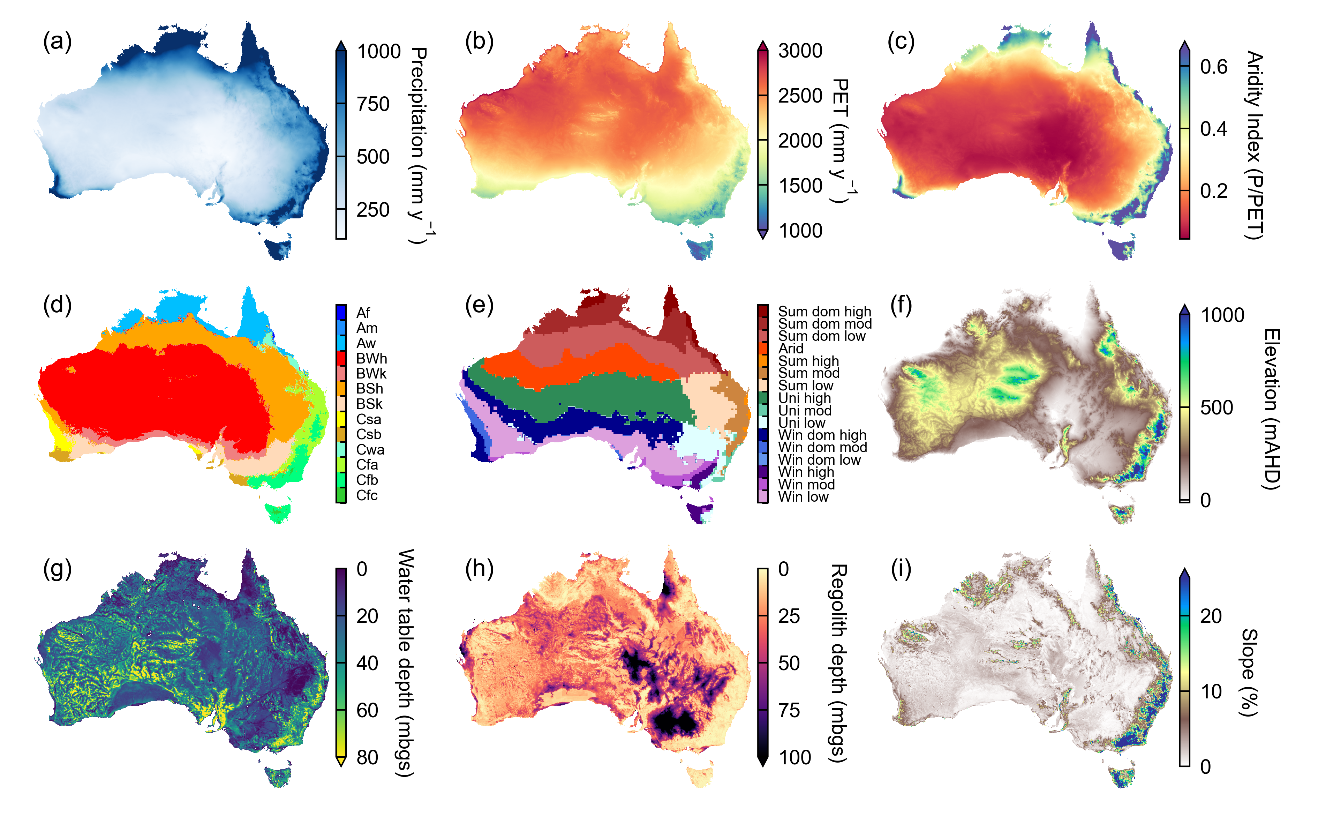 (a)
1000
750
500
250
Precipitation (mm y⁻¹)
(b)
3000
2500
2000
1500
1000
PET (mm y⁻¹)
(c)
0.6
0.4
0.2
Aridity Index (P/PET)
(d)
Af
Am
Aw
BWh
BWk
BSh
BSk
Csa
Csb
Cwa
Cfa
Cfb
Cfc
(e)
Sum dom high
Sum dom mod
Sum dom low
Arid
Sum high
Sum mod
Sum low
Uni high
Uni mod
Uni low
Win dom high
Win dom mod
Win dom low
Win high
Win mod
Win low
(f)
1000
500
0
Elevation (mAHD)
(g)
0
20
40
60
80
Water table depth (mbgs)
(h)
0
25
50
75
100
Regolith depth (mbgs)
(i)
20
10
0
Slope (%)